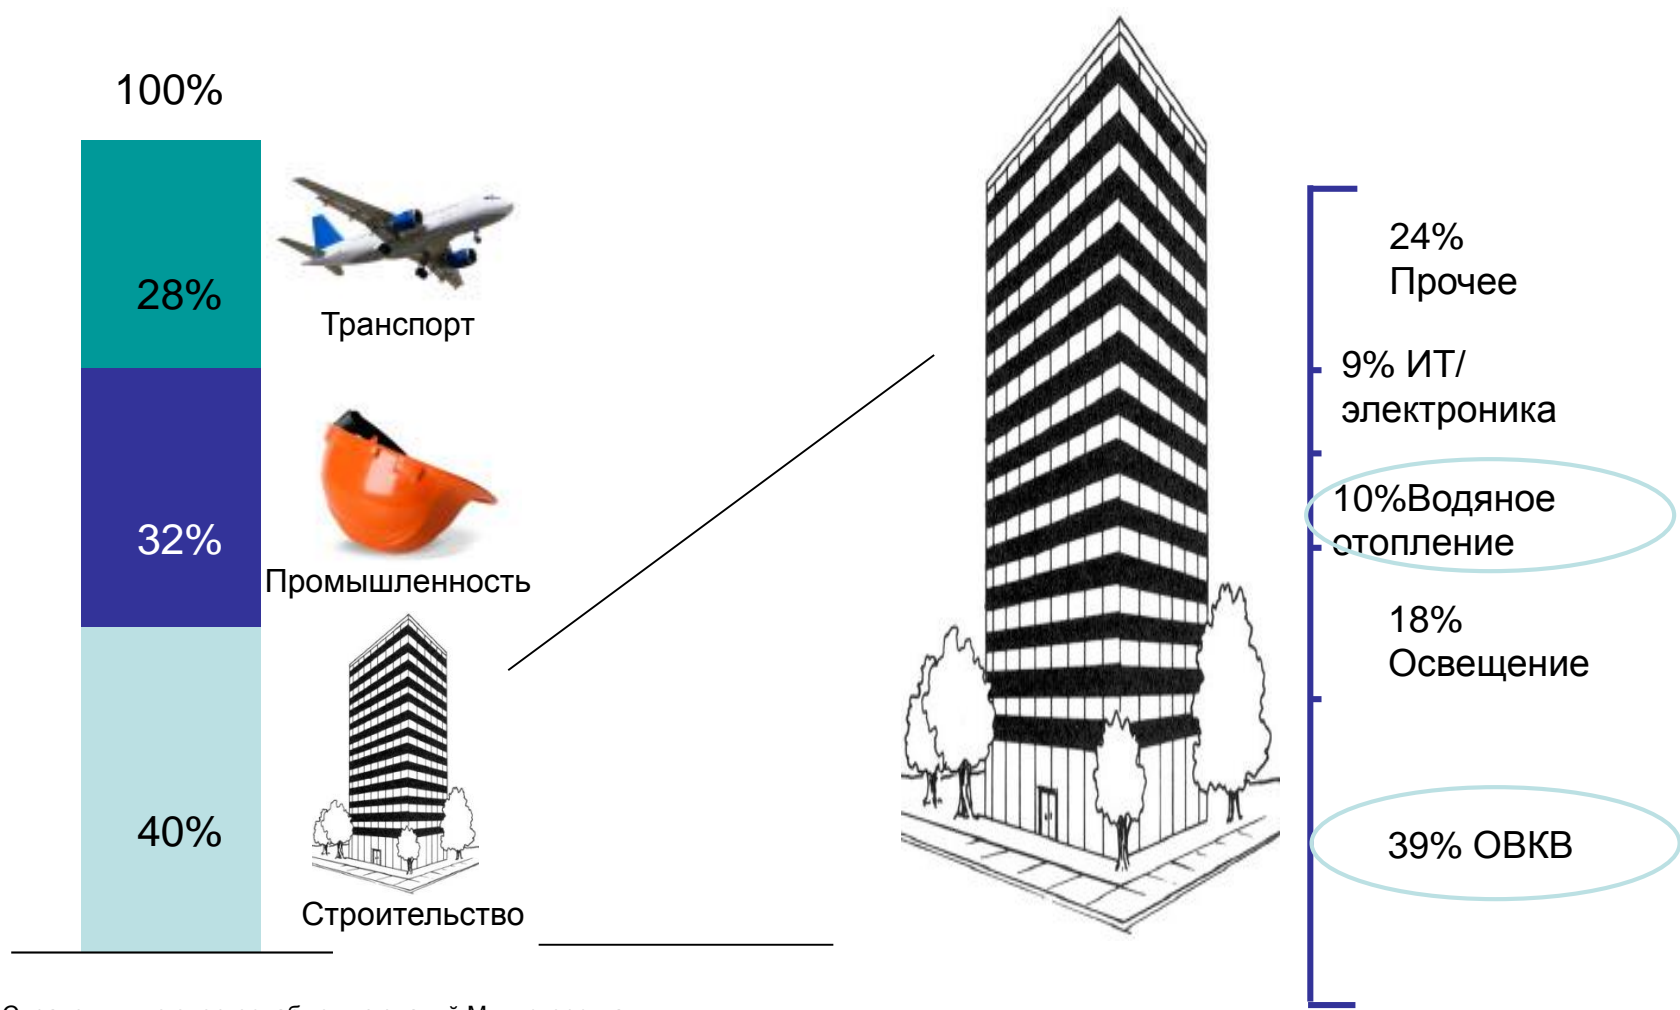 100%
28%
Транспорт
32%
Промышленность
40%
Строительство
24%
Прочее
9% ИТ/
электроника
10%Водяное
отопление
18%
Освещение
39% ОВКВ